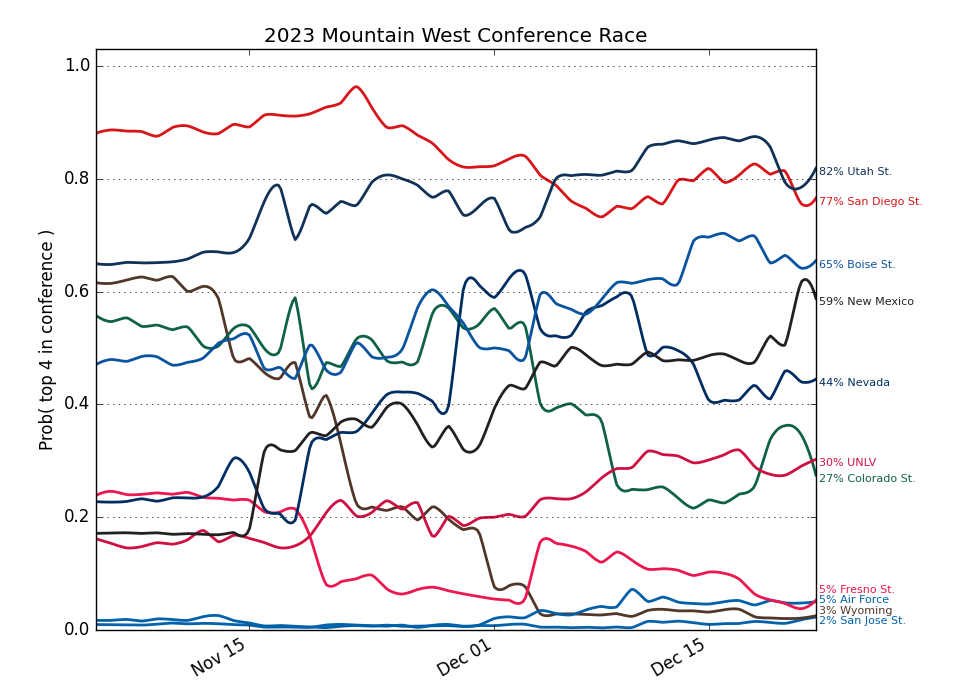 2023 Mountain West Conference Race
Prob( top 4 in conference )
1.0
0.8
0.6
0.4
0.2
0.0
Nov 15
Dec 01
Dec 15
82% Utah St.
77% San Diego St.
65% Boise St.
59% New Mexico
44% Nevada
30% UNLV
27% Colorado St.
5% Fresno St.
5% Air Force
3% Wyoming
2% San Jose St.